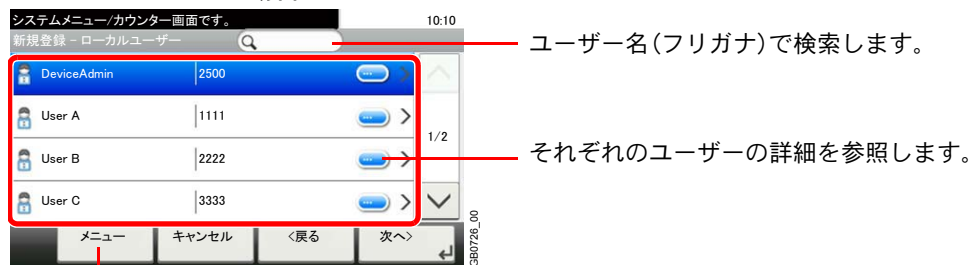 システムメニュー/カウンター画面です。
10:10
新規登録 - ローカルユーザー
ユーザー名(フリガナ)で検索します。
DeviceAdmin 2500
User A 1111
1/2
User B 2222
それぞれのユーザーの詳細を参照します。
User C 3333
メニュー キャンセル <戻る 次へ>
GB0726_00